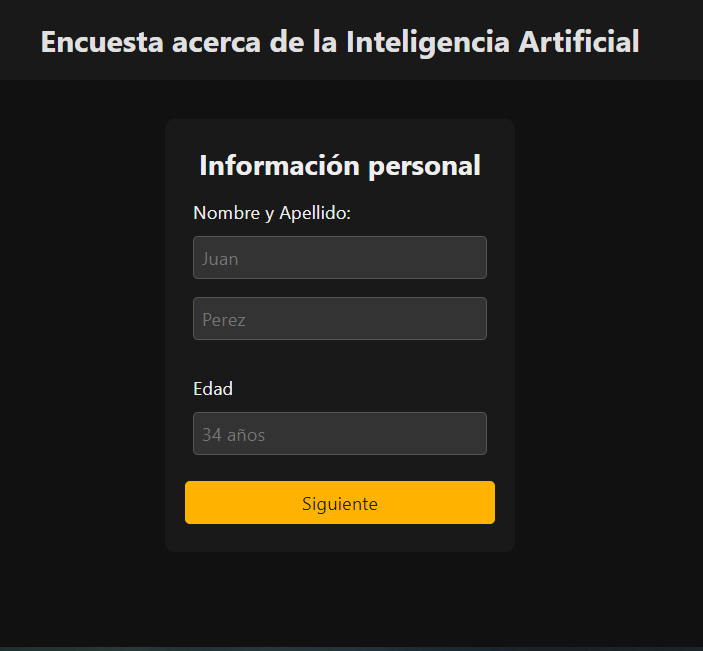 Encuesta acerca de la Inteligencia Artificial
Información personal
Nombre y Apellido:
Juan
Perez
Edad
34 años
Siguiente